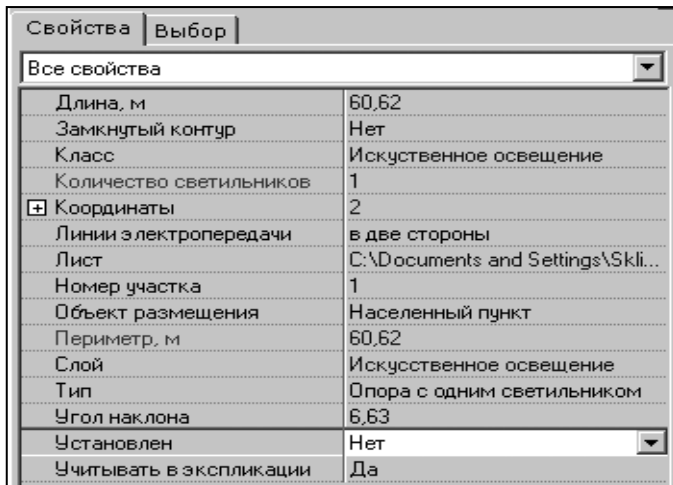 Свойства Выбор
Все свойства
Длина, м 60,62
Замкнутый контур Нет
Класс Искуственное освещение
Количество светильников 1
Координаты 2
Линии электропередачи в две стороны
Лист C:\Documents and Settings\Skli...
Номер участка 1
Объект размещения Населенный пункт
Периметр, м 60,62
Слой Искусственное освещение
Тип Опора с одним светильником
Угол наклона 6,63
Установлен Нет
Учитывать в экспликации Да